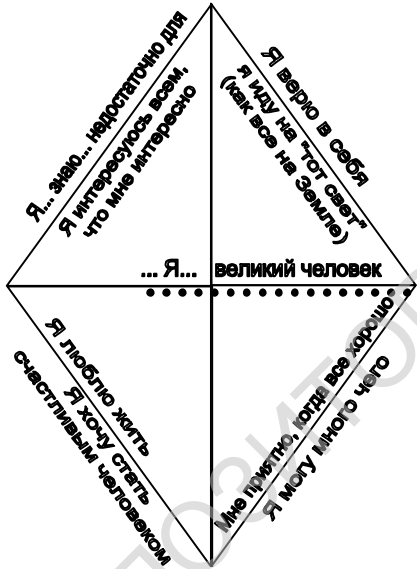 Я... знаю... недостаточно для
Я интересуюсь всем,
что мне интересно
Я верю в себя
я иду на "тот свет"
(как все на Земле)
... Я... великий человек
Я люблю жить
Я хочу стать
счастливым человеком
Мне приятно, когда все хорошо
Я могу много чего